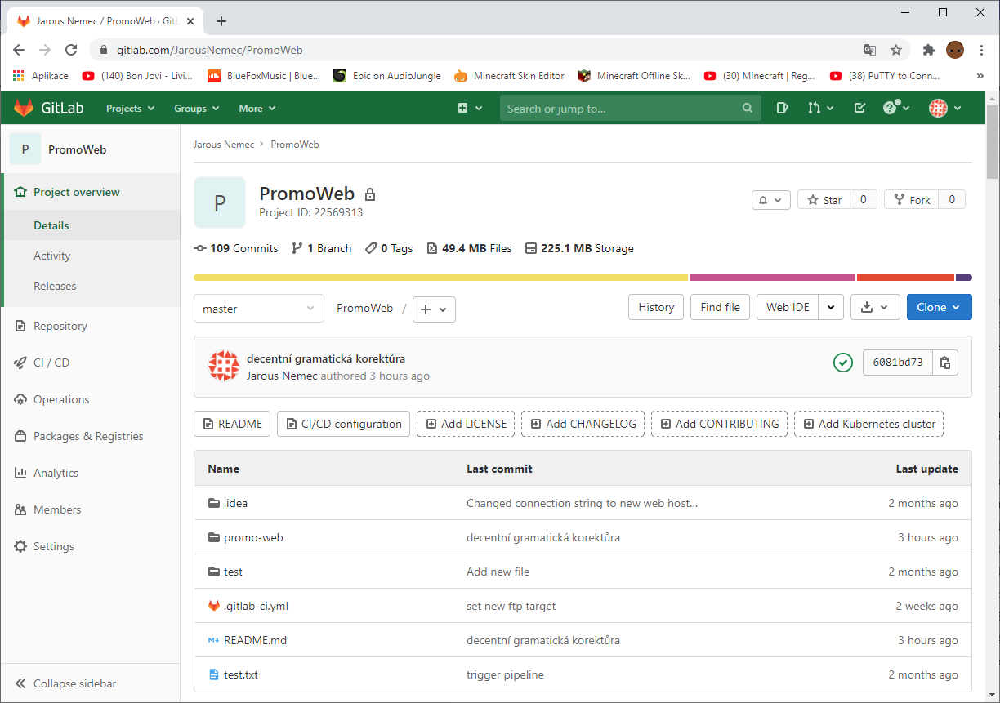 Jarous Nemec / PromoWeb · GitL
gitlab.com/JarousNemec/PromoWeb
Aplikace (140) Bon Jovi - Livi... BlueFoxMusic | Blue... Epic on AudioJungle Minecraft Skin Editor Minecraft Offline Sk... (30) Minecraft | Reg... (38) PuTTY to Conn... »
GitLab Projects Groups More Search or jump to...
P PromoWeb
Project overview
Details
Activity
Releases
Repository
CI / CD
Operations
Packages & Registries
Analytics
Members
Settings
Collapse sidebar
Jarous Nemec > PromoWeb
P
PromoWeb
Project ID: 22569313
Star 0 Fork 0
109 Commits 1 Branch 0 Tags 49.4 MB Files 225.1 MB Storage
master PromoWeb / + History Find file Web IDE Clone
decentní gramatická korektůra
Jarous Nemec authored 3 hours ago
6081bd73
README CI/CD configuration Add LICENSE Add CHANGELOG Add CONTRIBUTING Add Kubernetes cluster
Name Last commit Last update
.idea Changed connection string to new web host... 2 months ago
promo-web decentní gramatická korektůra 3 hours ago
test Add new file 2 months ago
.gitlab-ci.yml set new ftp target 2 weeks ago
README.md decentní gramatická korektůra 3 hours ago
test.txt trigger pipeline 2 months ago